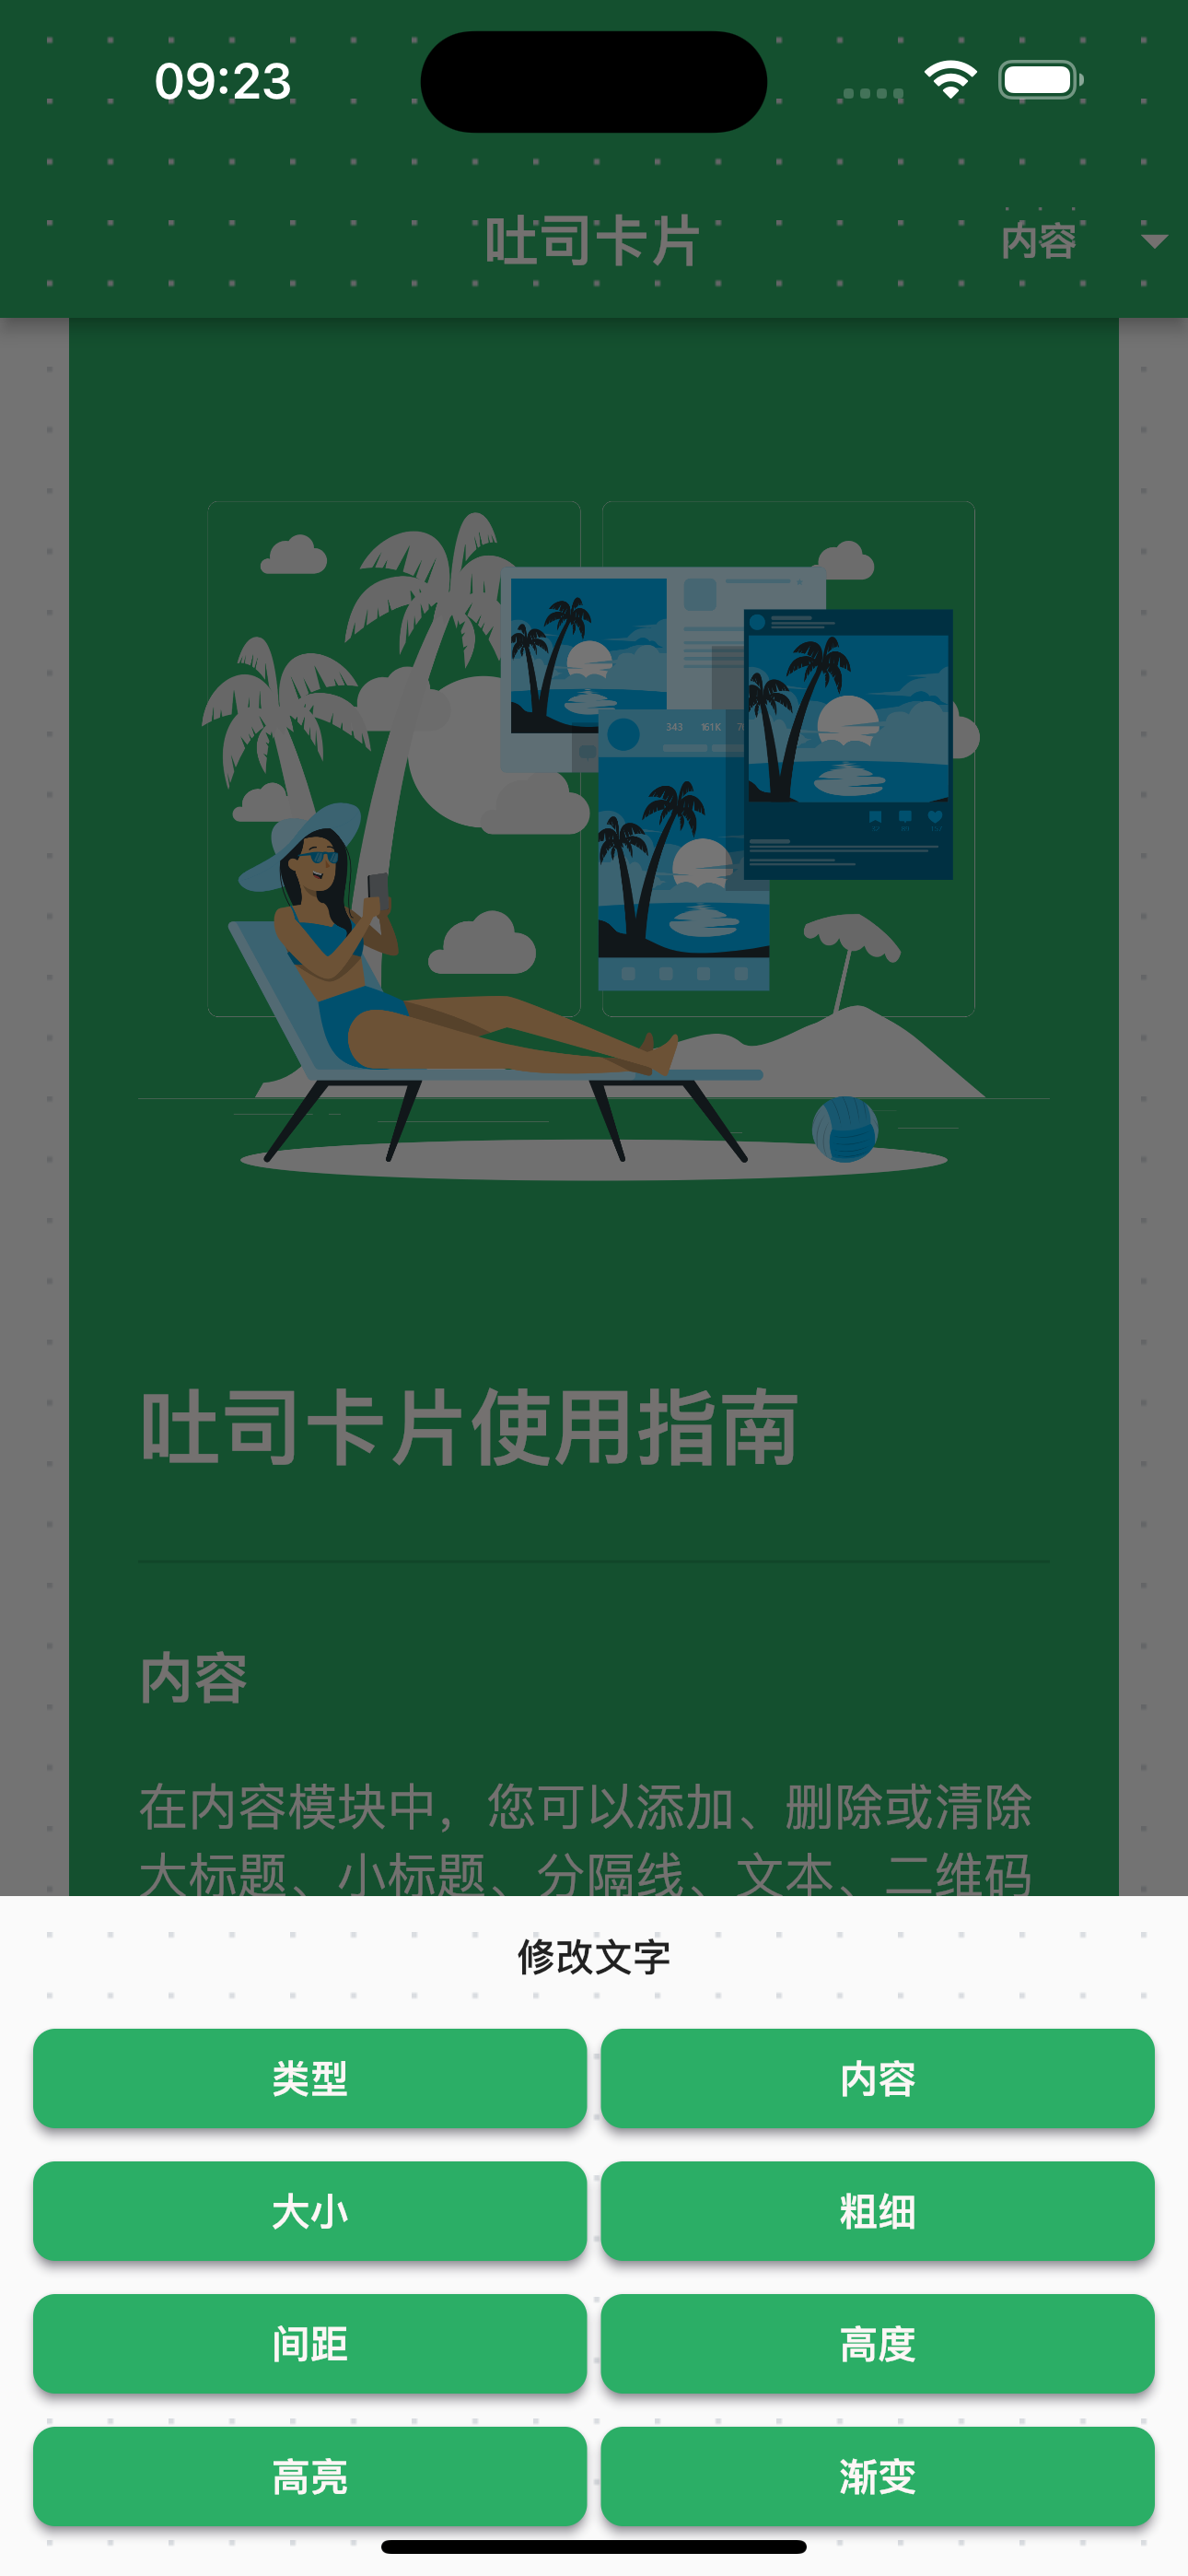 09:23
吐司卡片
内容
343 161K
吐司卡片使用指南
内容
在内容模块中，您可以添加、删除或清除
大标题、小标题、分隔线、文本、二维码
修改文字
类型
内容
大小
粗细
间距
高度
高亮
渐变